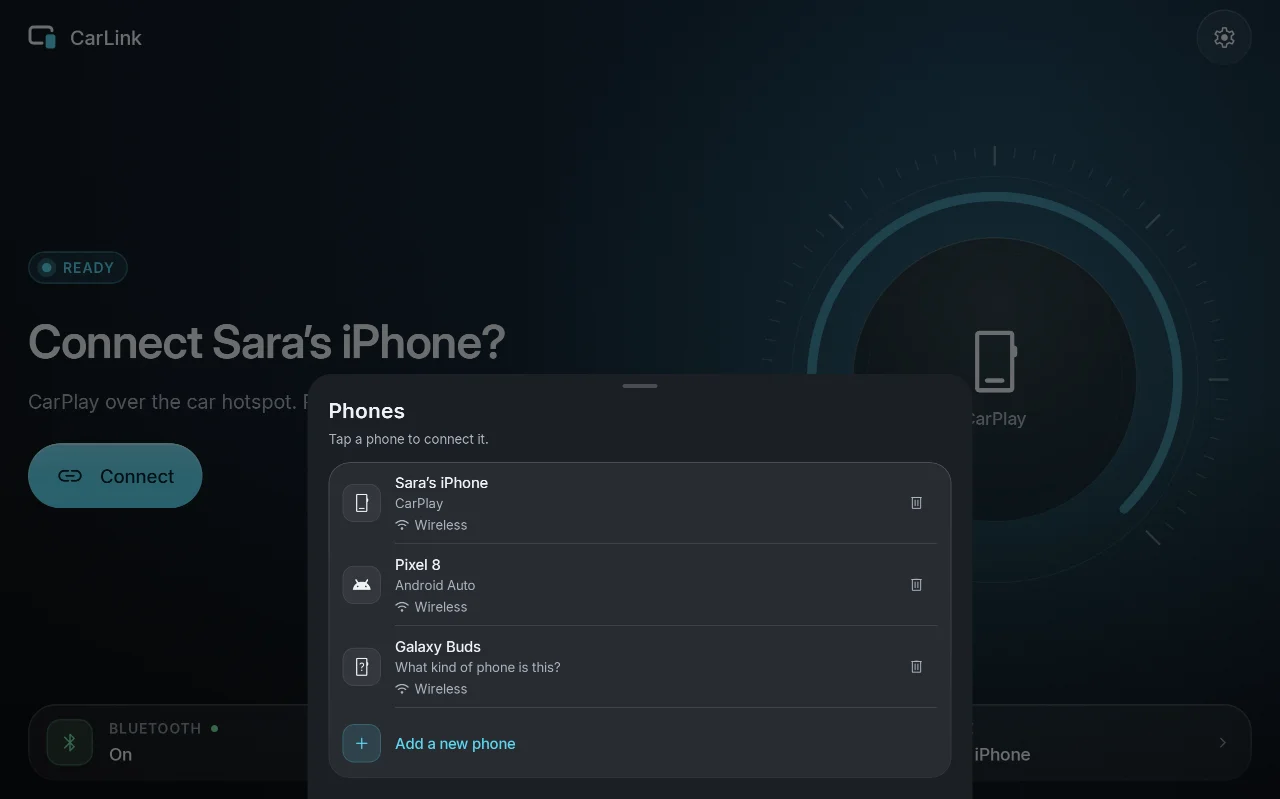 CarLink
READY
Connect Sara’s iPhone?
CarPlay over the car hotspot.
Connect
CarPlay
Phones
Tap a phone to connect it.
Sara’s iPhone
CarPlay
Wireless
Pixel 8
Android Auto
Wireless
Galaxy Buds
What kind of phone is this?
Wireless
Add a new phone
BLUETOOTH
On
iPhone